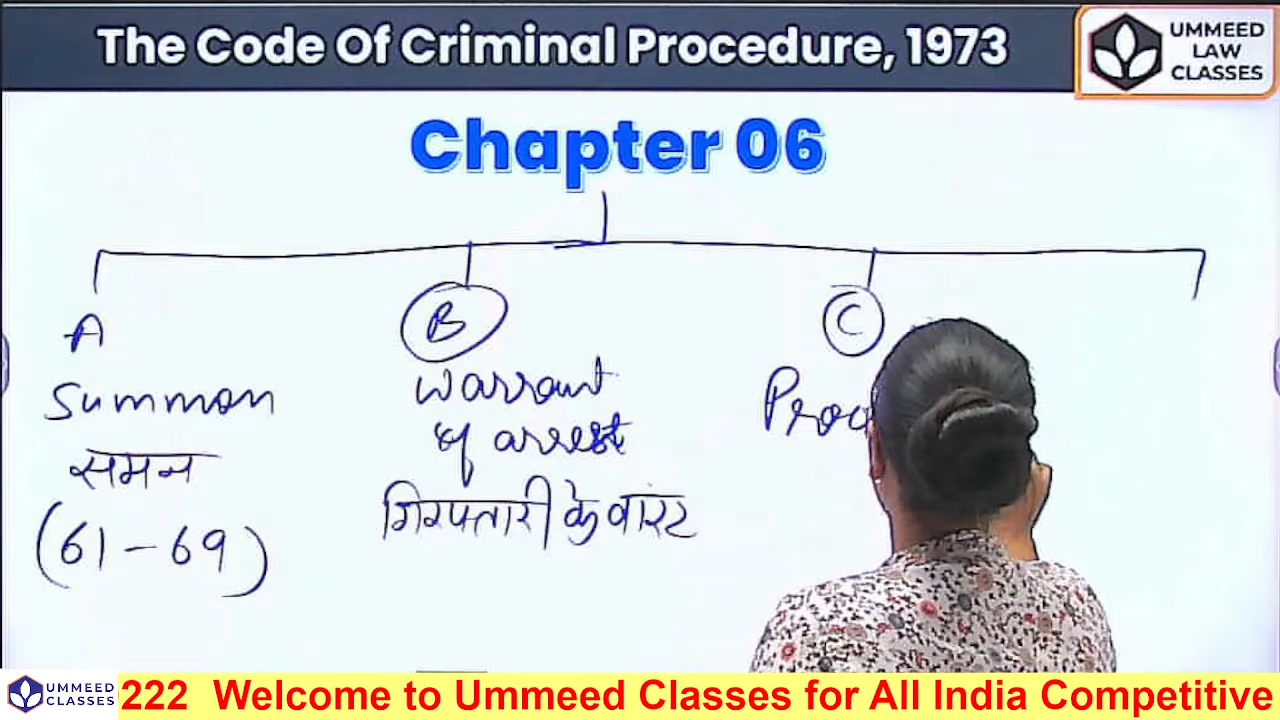 The Code Of Criminal Procedure, 1973
UMMEED
LAW
CLASSES
Chapter 06
A
Summon
समन
(61-69)
B
Warrant
of arrest
गिरफ्तारी के वारंट
C
UMMEED
CLASSES
222 Welcome to Ummeed Classes for All India Competitive